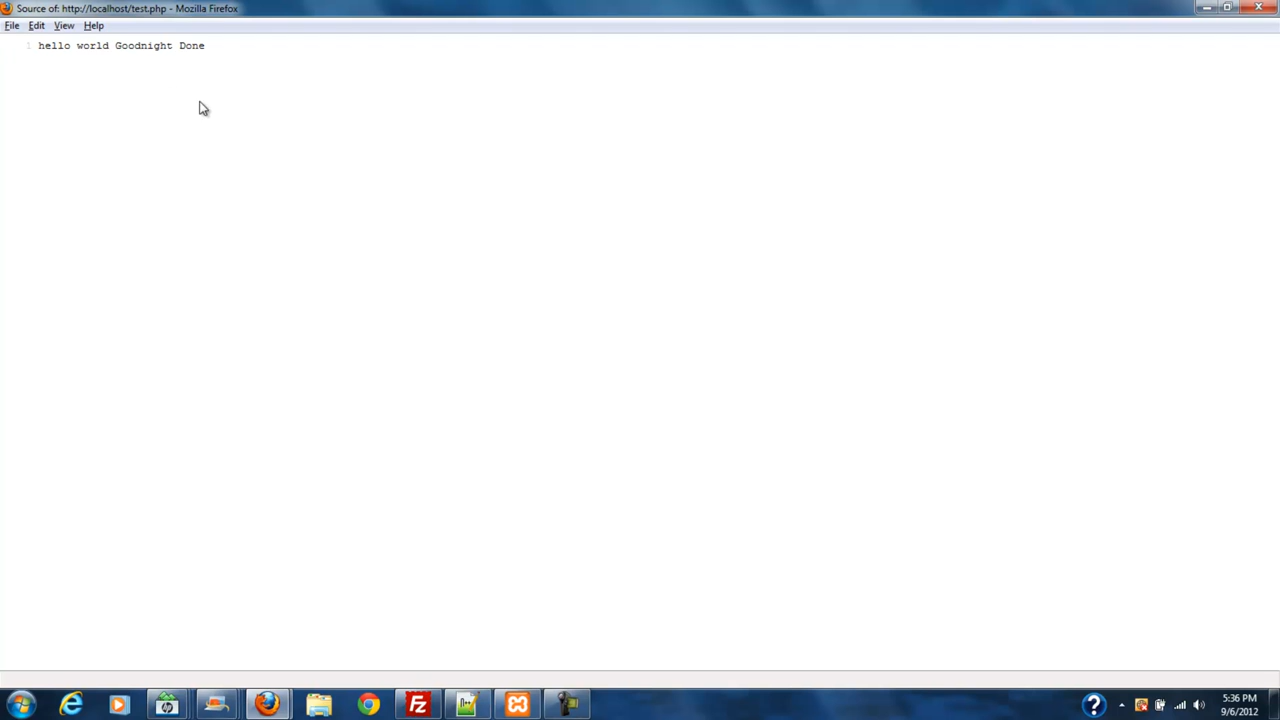 Source of: http://localhost/test.php - Mozilla Firefox
File Edit View Help
1 hello world Goodnight Done
5:36 PM
9/6/2012